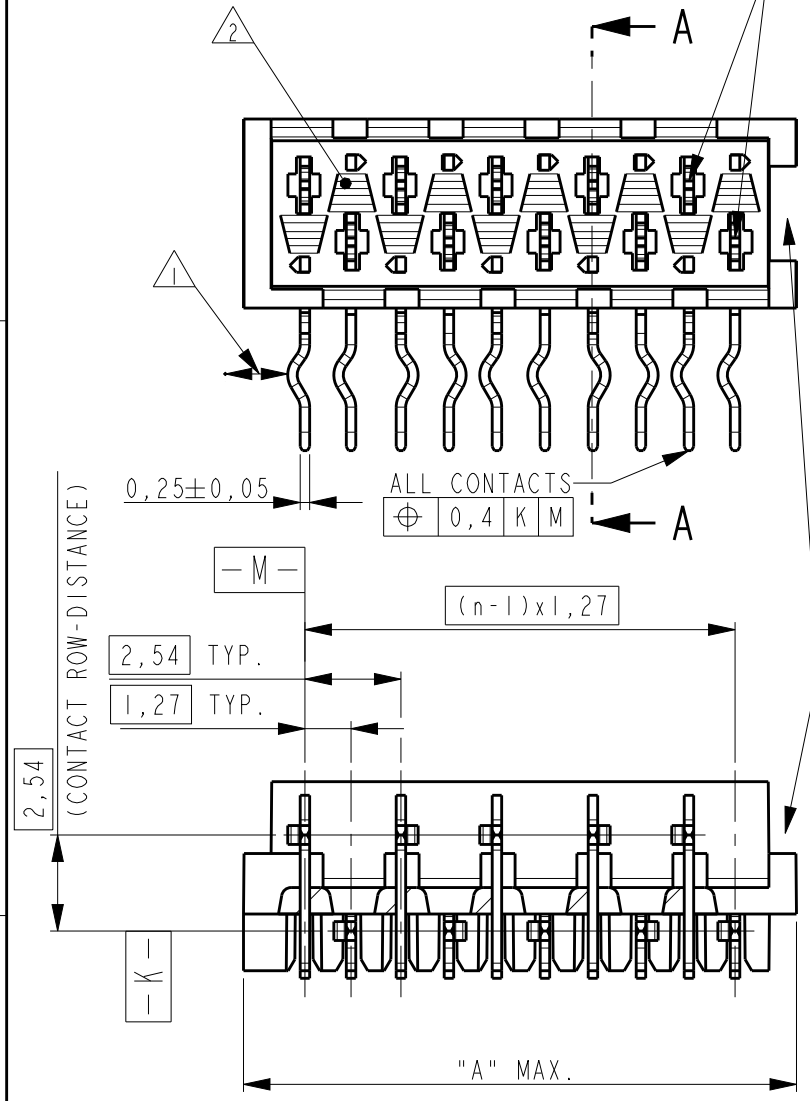 2
A
1
0,25±0,05
ALL CONTACTS
⌖ 0,4 K M
A
- M -
(n-1)x1,27
2,54 TYP.
1,27 TYP.
2,54
(CONTACT ROW-DISTANCE)
- K -
"A" MAX.